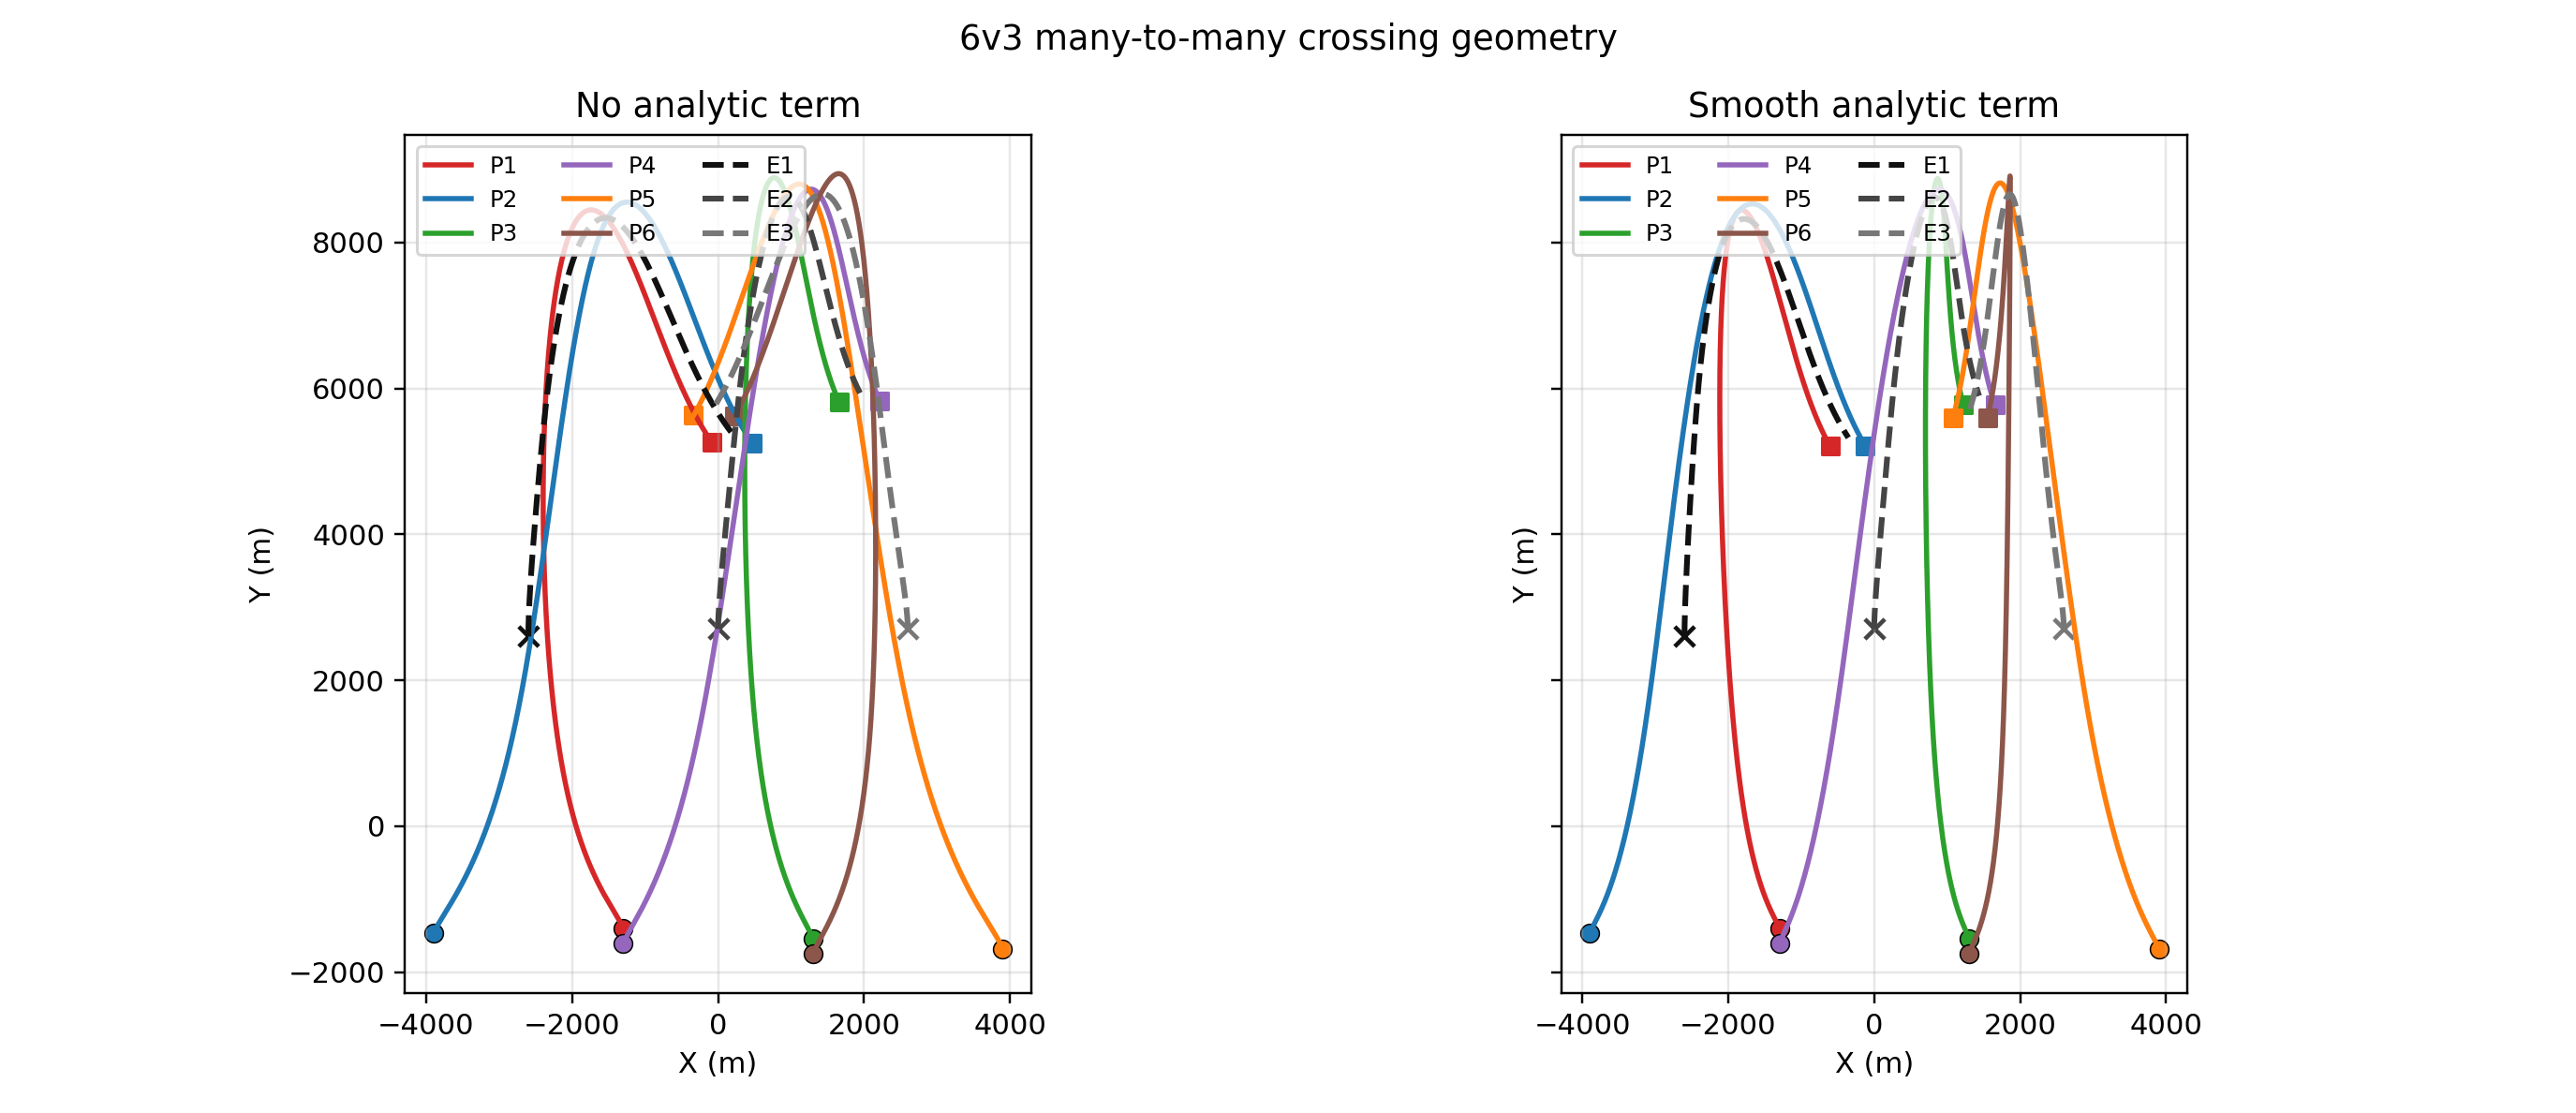 6v3 many-to-many crossing geometry
No analytic term
P1 P4 E1
P2 P5 E2
P3 P6 E3
8000
6000
4000
2000
0
−2000
Y (m)
−4000 −2000 0 2000 4000
X (m)
Smooth analytic term
P1 P4 E1
P2 P5 E2
P3 P6 E3
Y (m)
−4000 −2000 0 2000 4000
X (m)